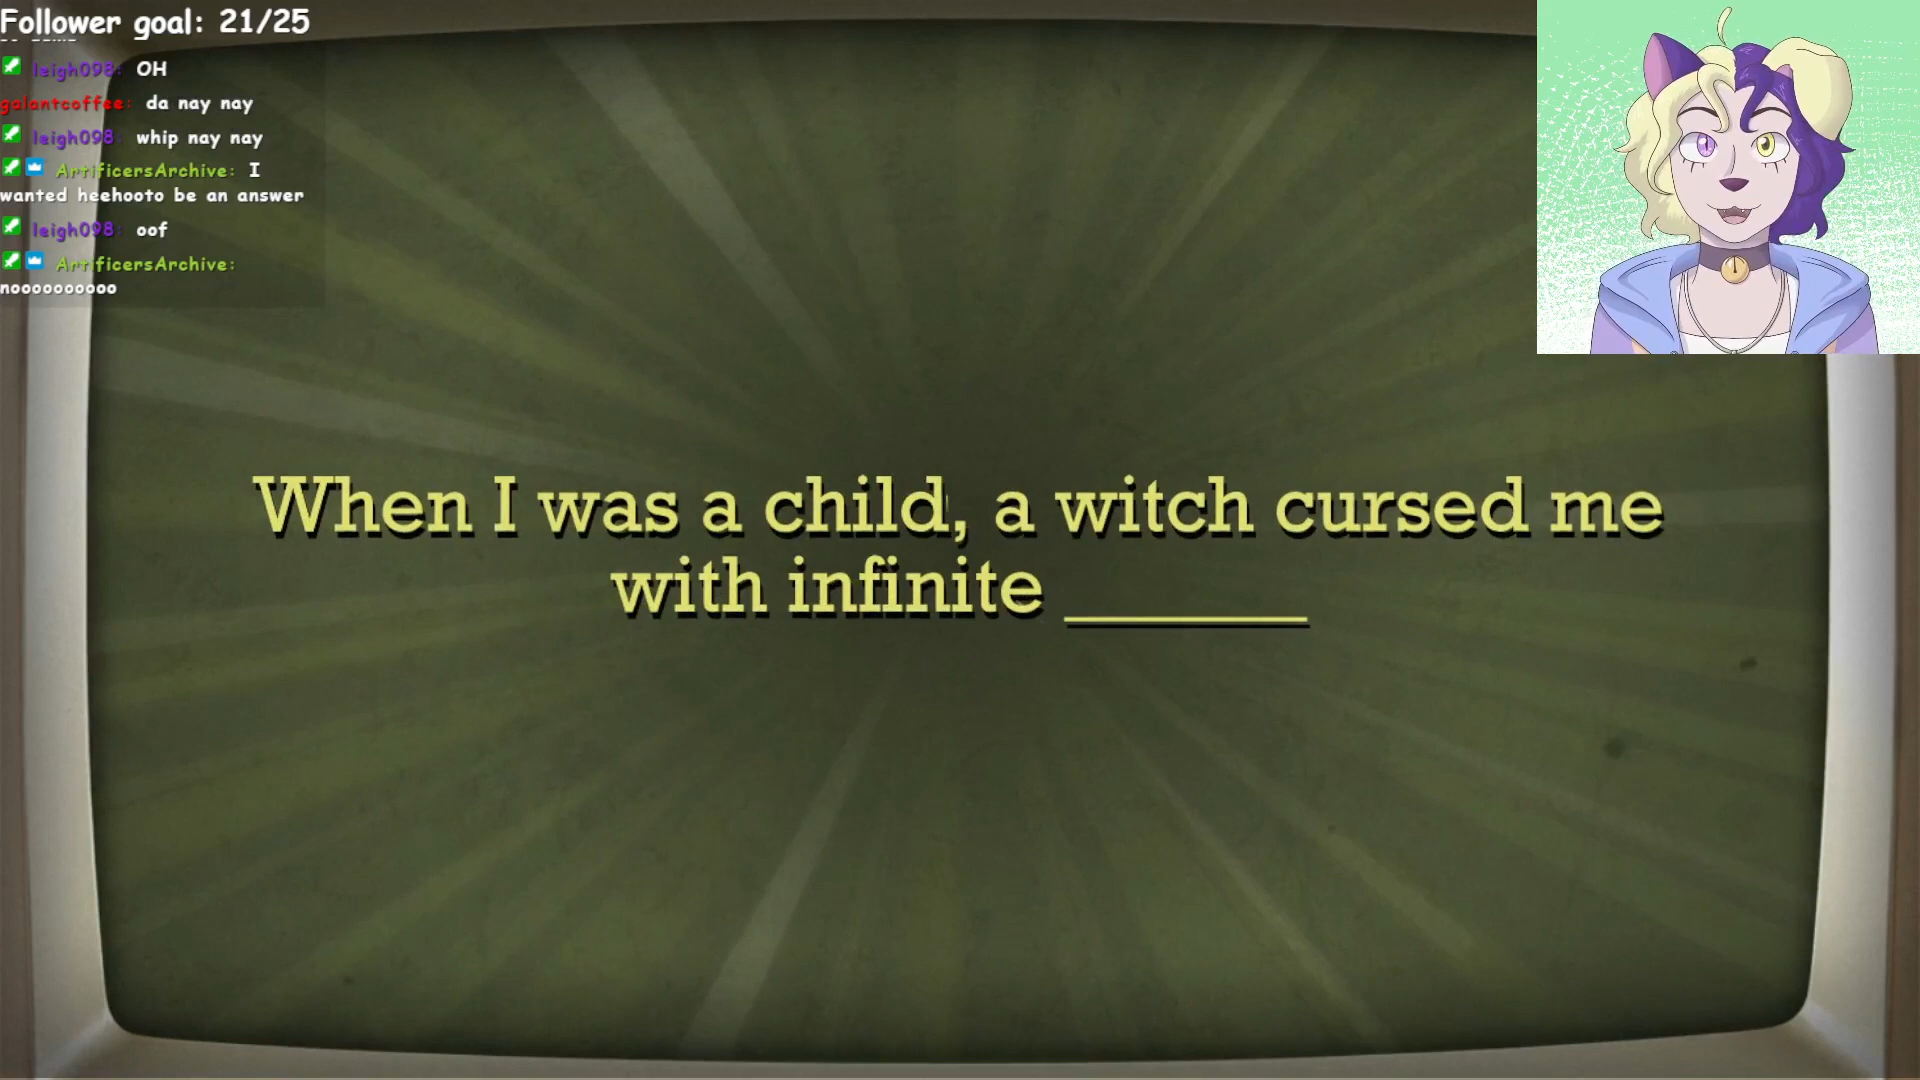 Follower goal: 21/25
leigh098: OH
galantcoffee: da nay nay
leigh098: whip nay nay
ArtificersArchive: I
wanted heehooto be an answer
leigh098: oof
ArtificersArchive:
noooooooooo
When I was a child, a witch cursed me
with infinite ______